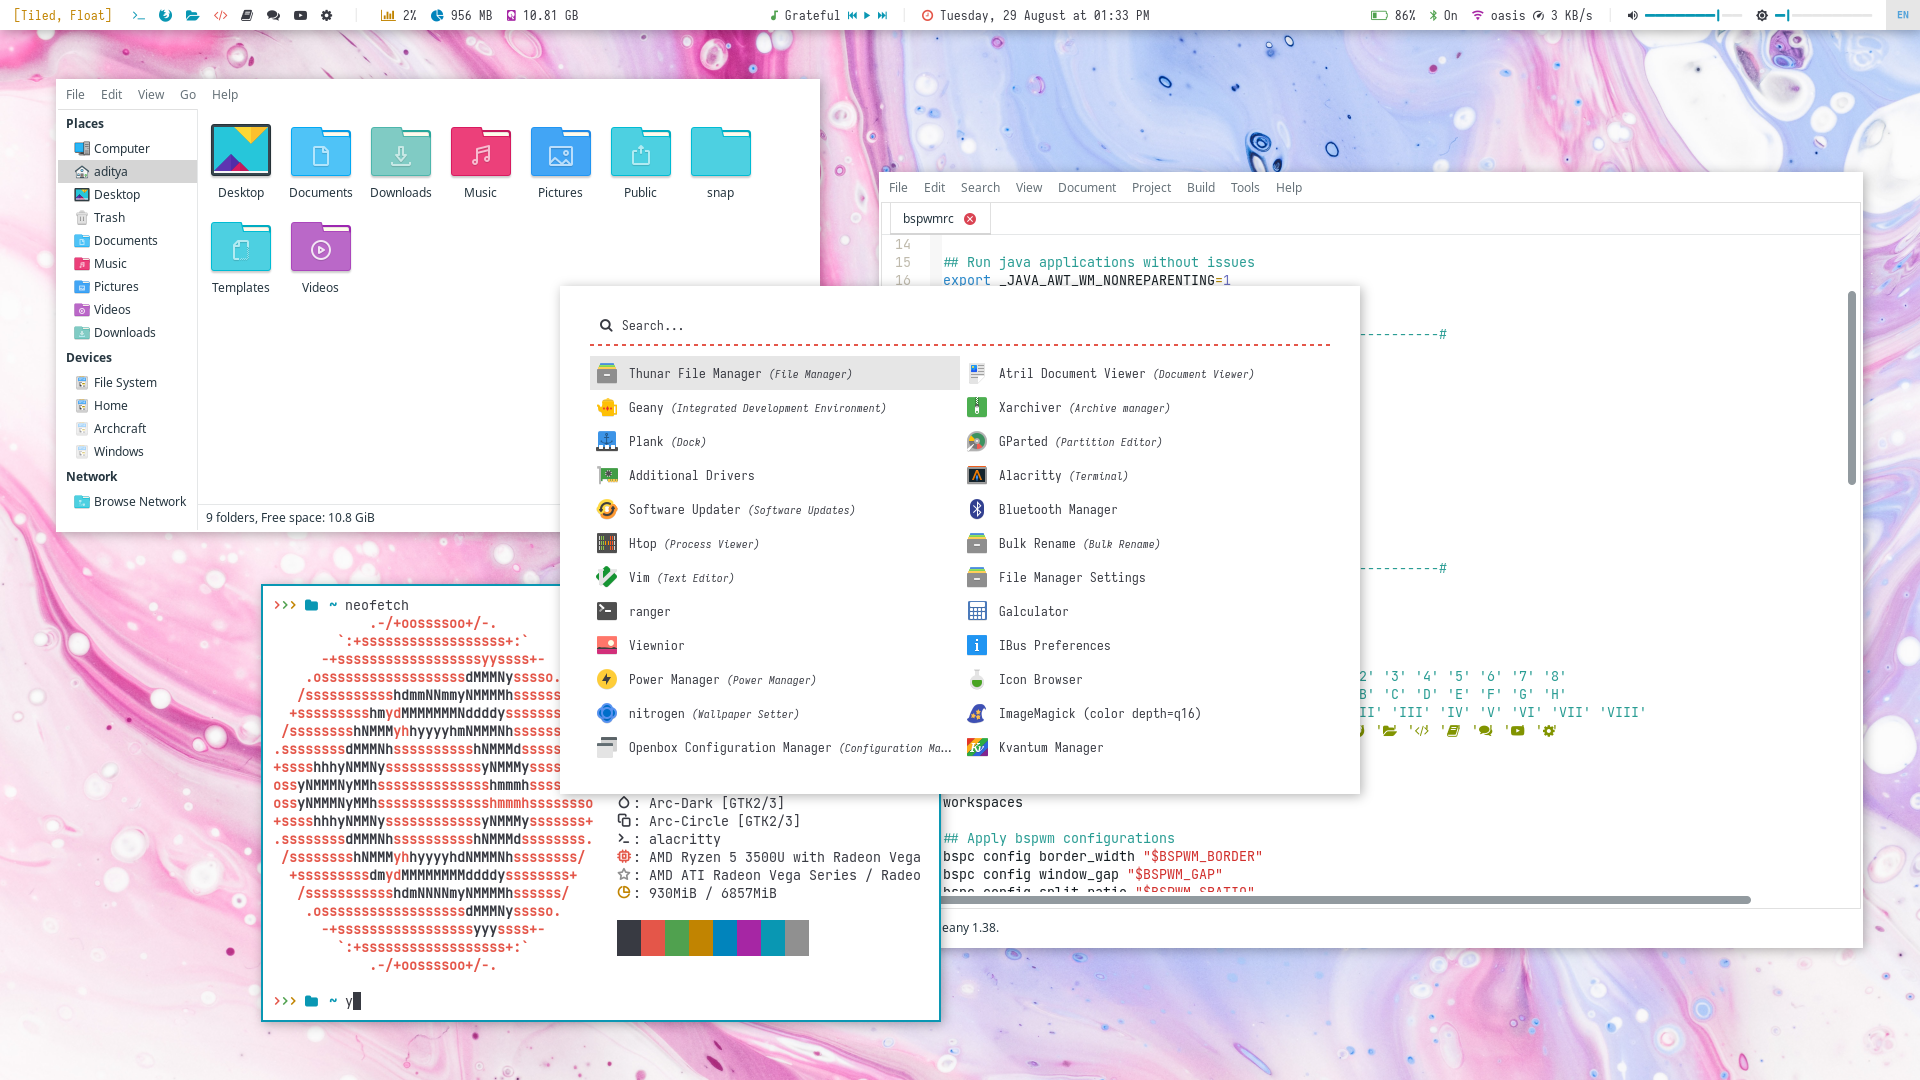 [Tiled, Float] 2% 956 MB 10.81 GB Grateful Tuesday, 29 August at 01:33 PM 86% On oasis 3 KB/s EN
File Edit View Go Help
Places
Computer
aditya
Desktop
Trash
Documents
Music
Pictures
Videos
Downloads
Devices
File System
Home
Archcraft
Windows
Network
Browse Network
Desktop Documents Downloads Music Pictures Public snap
Templates Videos
9 folders, Free space: 10.8 GiB
File Edit Search View Document Project Build Tools Help
bspwmrc
14
15 ## Run java applications without issues
16 export _JAVA_AWT_WM_NONREPARENTING=1
----------#
----------#
2' '3' '4' '5' '6' '7' '8'
B' 'C' 'D' 'E' 'F' 'G' 'H'
II' 'III' 'IV' 'V' 'VI' 'VII' 'VIII'
workspaces
## Apply bspwm configurations
bspc config border_width "$BSPWM_BORDER"
bspc config window_gap "$BSPWM_GAP"
bspc config split_ratio "$BSPWM_SRATIO"
eany 1.38.
Search...
Thunar File Manager (File Manager)
Geany (Integrated Development Environment)
Plank (Dock)
Additional Drivers
Software Updater (Software Updates)
Htop (Process Viewer)
Vim (Text Editor)
ranger
Viewnior
Power Manager (Power Manager)
nitrogen (Wallpaper Setter)
Openbox Configuration Manager (Configuration Ma...
Atril Document Viewer (Document Viewer)
Xarchiver (Archive manager)
GParted (Partition Editor)
Alacritty (Terminal)
Bluetooth Manager
Bulk Rename (Bulk Rename)
File Manager Settings
Galculator
IBus Preferences
Icon Browser
ImageMagick (color depth=q16)
Kvantum Manager
~ neofetch
.-/+oossssoo+/-.
`:+ssssssssssssssssss+:`
-+ssssssssssssssssssyyssss+-
.ossssssssssssssssssdMMMNysssso.
/ssssssssssshdmmNNmmyNMMMMhssssss
+ssssssssshmydMMMMMMMNddddyssssssss
/sssssssshNMMMyhhyyyyhmNMMMNhssssss
.ssssssssdMMMNhsssssssssshNMMMdssssss
+sssshhhyNMMNyssssssssssssyNMMMysssss
ossyNMMMNyMMhsssssssssssssshmmmhsssss
ossyNMMMNyMMhsssssssssssssshmmmhssssssso
+sssshhhyNMMNyssssssssssssyNMMMysssssss+
.ssssssssdMMMNhsssssssssshNMMMdssssssss.
/sssssssshNMMMyhhyyyyhdNMMMNhssssssss/
+sssssssssdmydMMMMMMMMddddyssssssss+
/ssssssssssshdmNNNNmyNMMMMhssssss/
.ossssssssssssssssssdMMMNysssso.
-+sssssssssssssssssyyyssss+-
`:+ssssssssssssssssss+:`
.-/+oossssoo+/-.
: Arc-Dark [GTK2/3]
: Arc-Circle [GTK2/3]
: alacritty
: AMD Ryzen 5 3500U with Radeon Vega
: AMD ATI Radeon Vega Series / Radeo
: 930MiB / 6857MiB
~ y